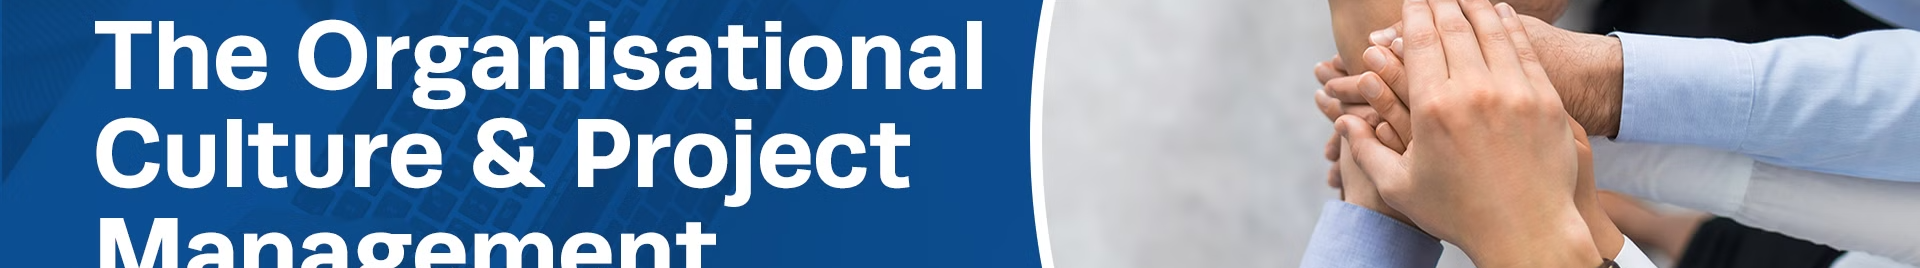 The Organisational
Culture & Project
Management